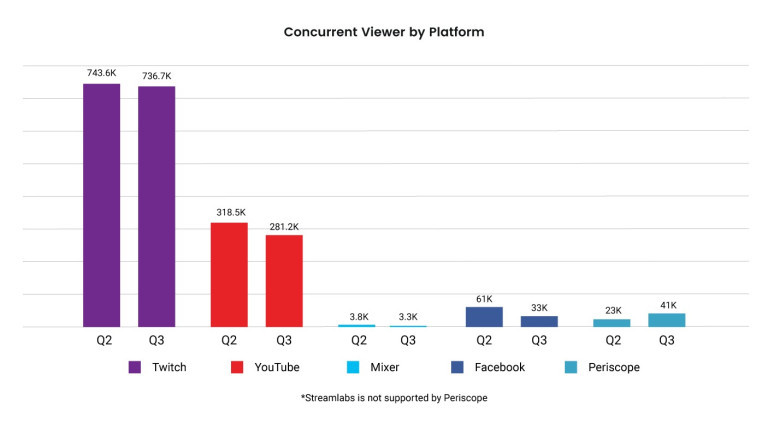 Concurrent Viewer by Platform
743.6K 736.7K
318.5K 281.2K
3.8K 3.3K
61K 33K
23K 41K
Q2 Q3 Q2 Q3 Q2 Q3 Q2 Q3 Q2 Q3
Twitch YouTube Mixer Facebook Periscope
*Streamlabs is not supported by Periscope